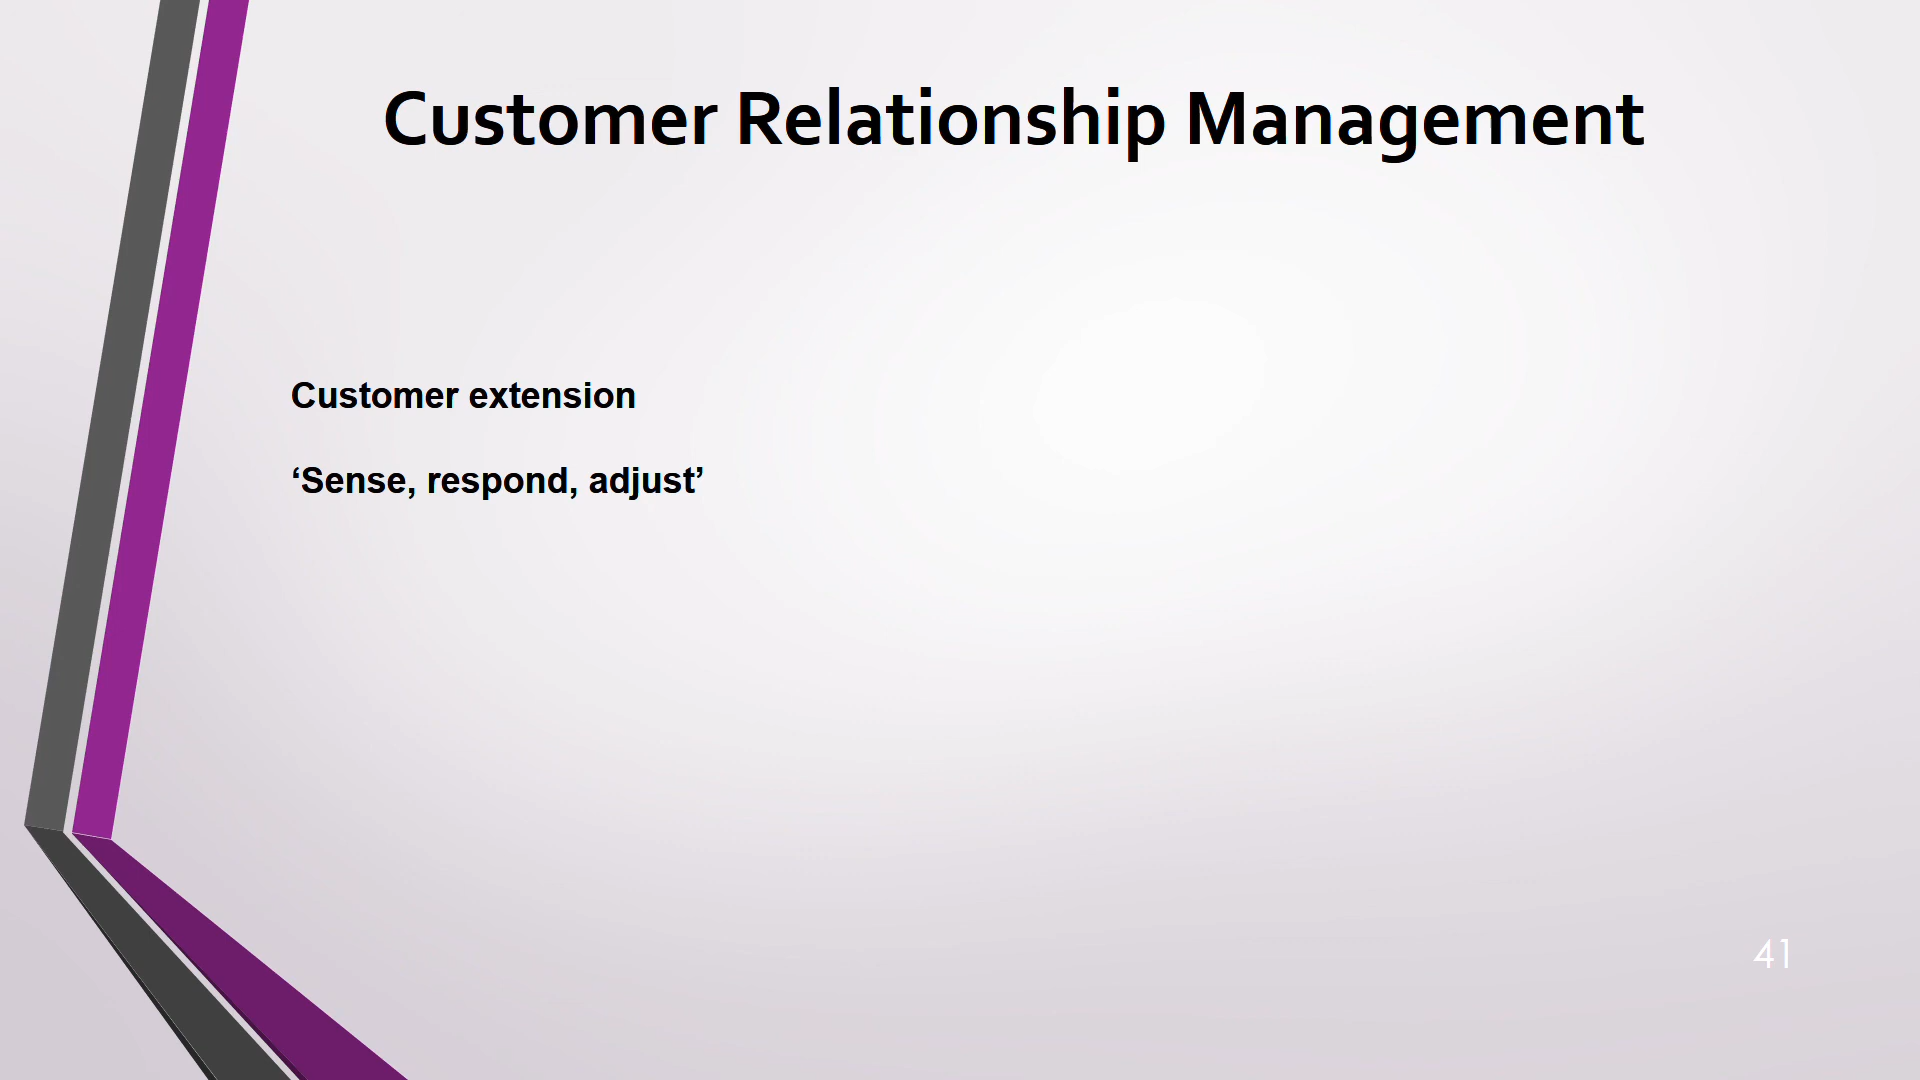 Customer Relationship Management
Customer extension
‘Sense, respond, adjust’
41